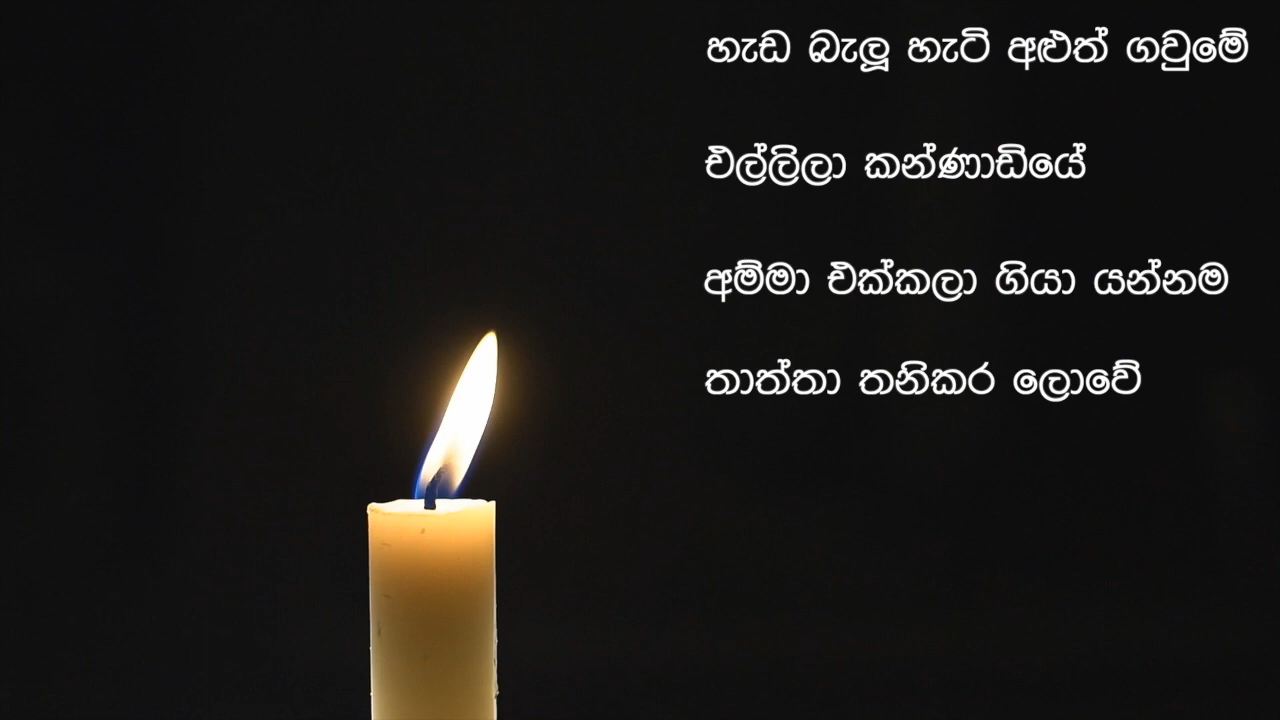 හැඩ බැලූ හැටි අළුත් ගවුමේ
එල්ලිලා කන්ණාඩියේ
අම්මා එක්කලා ගියා යන්නම
තාත්තා තනිකර ලොවේ